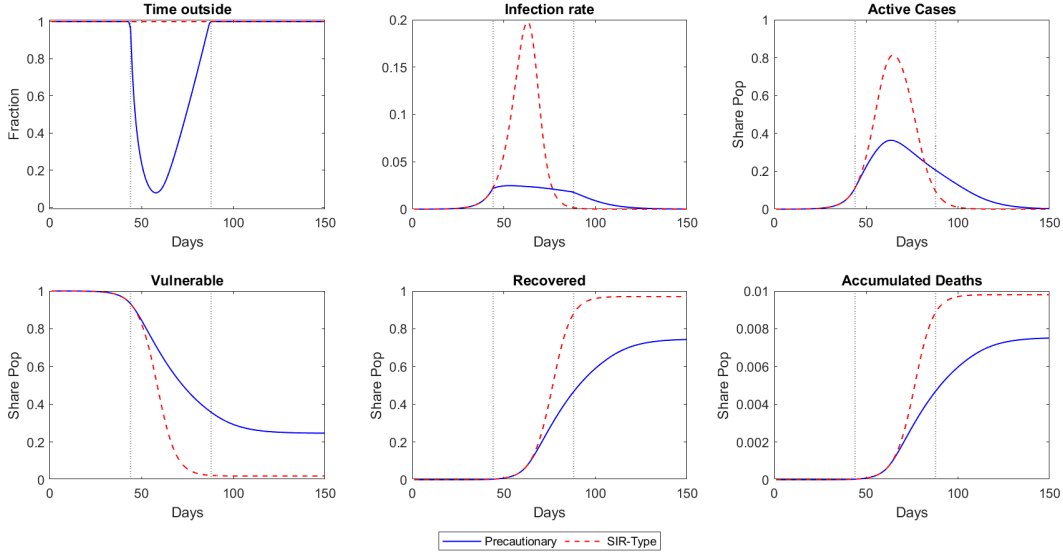 Time outside
Fraction
1
0.8
0.6
0.4
0.2
0
0 50 100 150
Days
Infection rate
0.2
0.15
0.1
0.05
0
0 50 100 150
Days
Active Cases
Share Pop
1
0.8
0.6
0.4
0.2
0
0 50 100 150
Days
Vulnerable
Share Pop
1
0.8
0.6
0.4
0.2
0
0 50 100 150
Days
Recovered
Share Pop
1
0.8
0.6
0.4
0.2
0
0 50 100 150
Days
Accumulated Deaths
Share Pop
0.01
0.008
0.006
0.004
0.002
0
0 50 100 150
Days
Precautionary SIR-Type